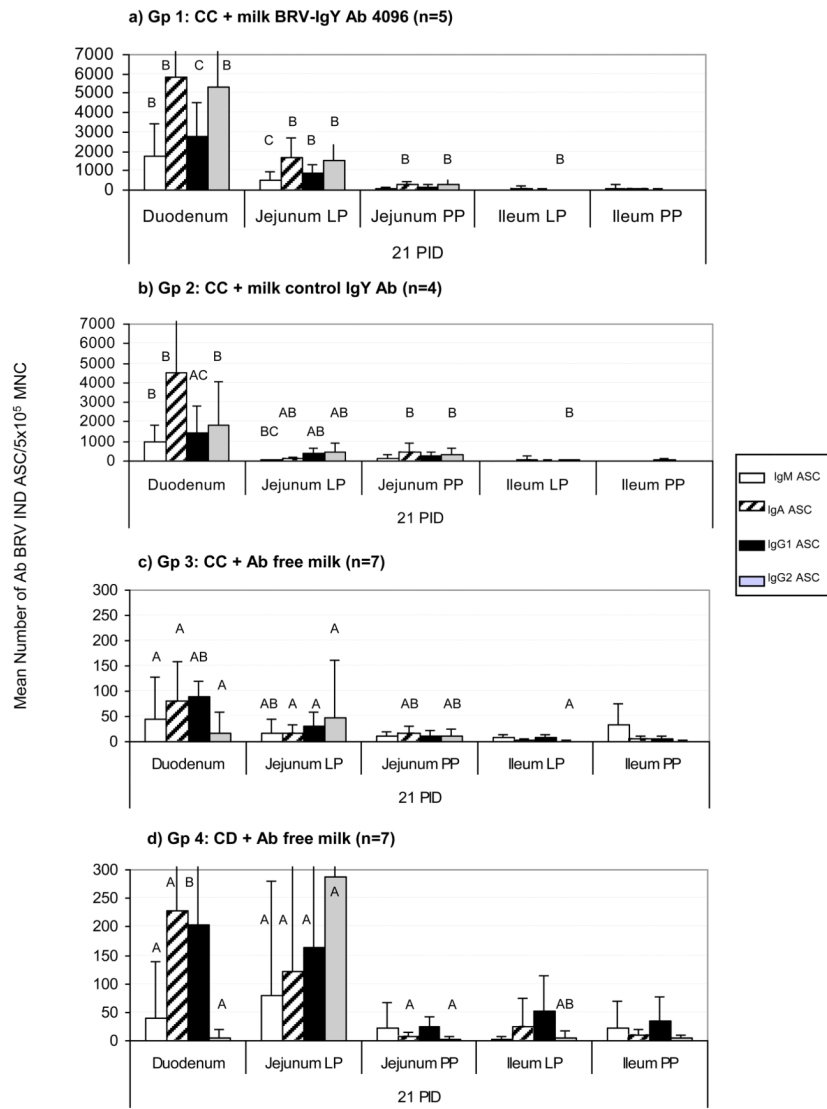 a) Gp 1: CC + milk BRV-IgY Ab 4096 (n=5)
7000
6000
5000
4000
3000
2000
1000
0
B B C B
C B B B
B B
B
Duodenum Jejunum LP Jejunum PP Ileum LP Ileum PP
21 PID
b) Gp 2: CC + milk control IgY Ab (n=4)
7000
6000
5000
4000
3000
2000
1000
0
B B AC B
BC AB AB AB
B B
B
Duodenum Jejunum LP Jejunum PP Ileum LP Ileum PP
21 PID
Mean Number of Ab BRV IND ASC/5x10⁵ MNC
IgM ASC
IgA ASC
IgG1 ASC
IgG2 ASC
c) Gp 3: CC + Ab free milk (n=7)
300
250
200
150
100
50
0
A A AB A
AB A A A
AB AB
A
Duodenum Jejunum LP Jejunum PP Ileum LP Ileum PP
21 PID
d) Gp 4: CD + Ab free milk (n=7)
300
250
200
150
100
50
0
A A B A
A A A A
A A
AB
Duodenum Jejunum LP Jejunum PP Ileum LP Ileum PP
21 PID